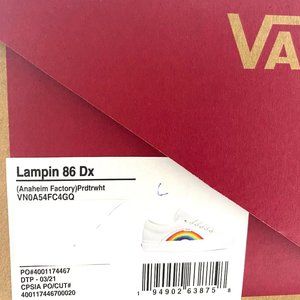 VA
Lampin 86 Dx
(Anaheim Factory)Prdtrwht
VN0A54FC4GQ
PO#4001174467
DTP - 03/21
CPSIA PO/CUT#
400117446700020
1 94902 63875 8